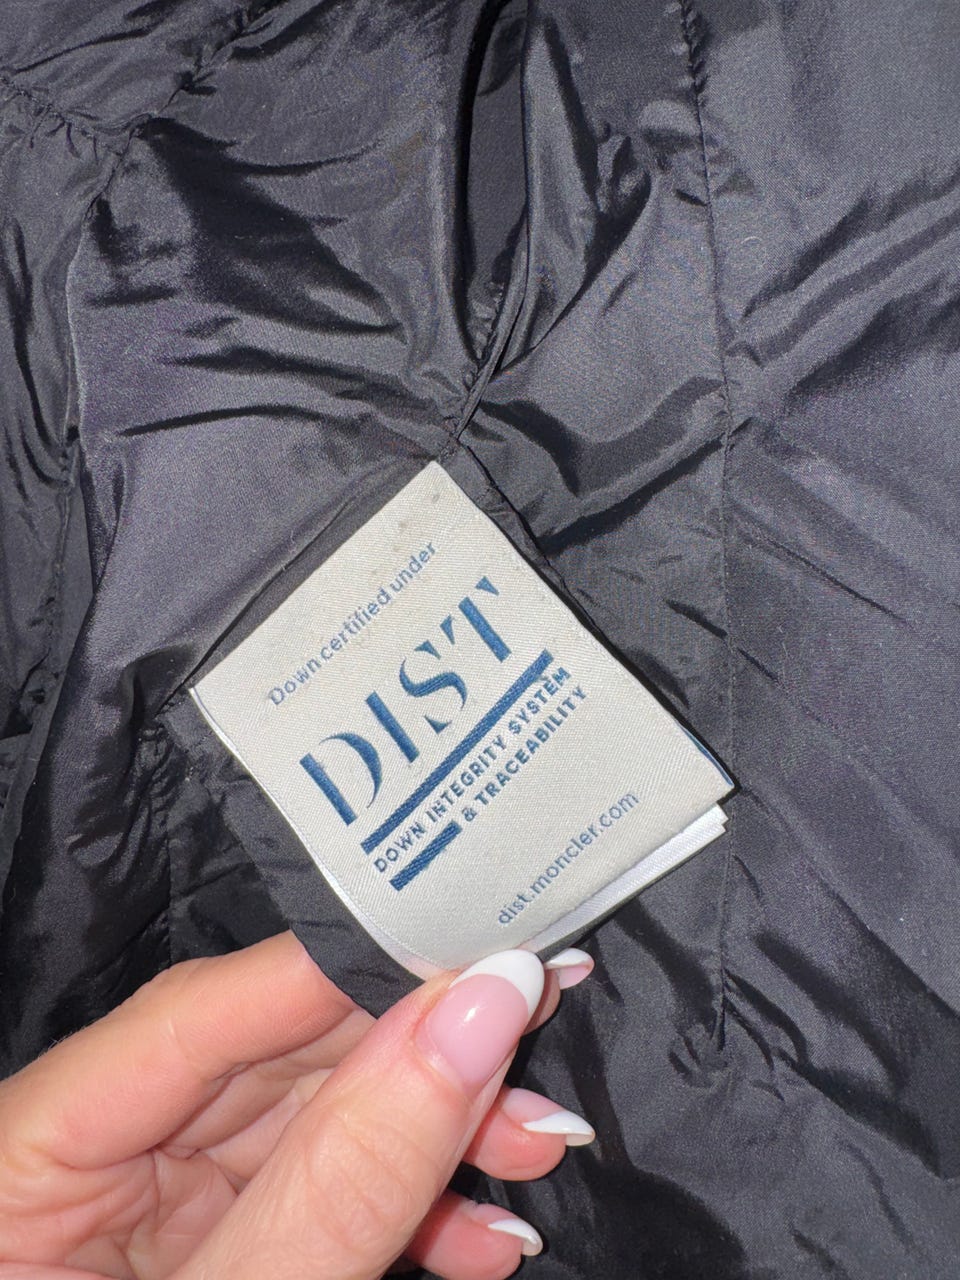 Down certified under
DIST
DOWN INTEGRITY SYSTEM
& TRACEABILITY
dist.moncler.com